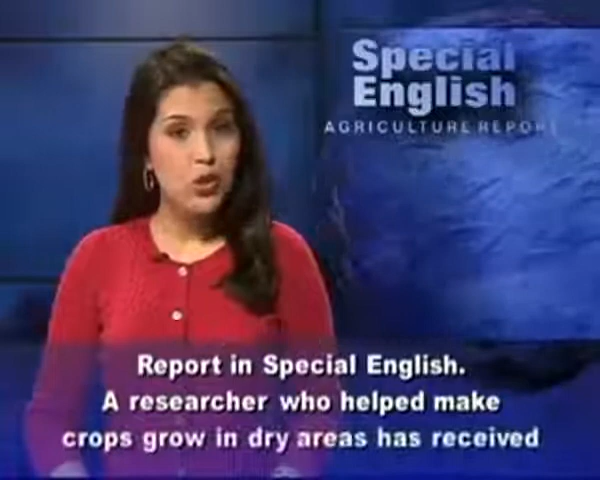 Special
English
AGRICULTURE REPORT
Report in Special English.
A researcher who helped make
crops grow in dry areas has received